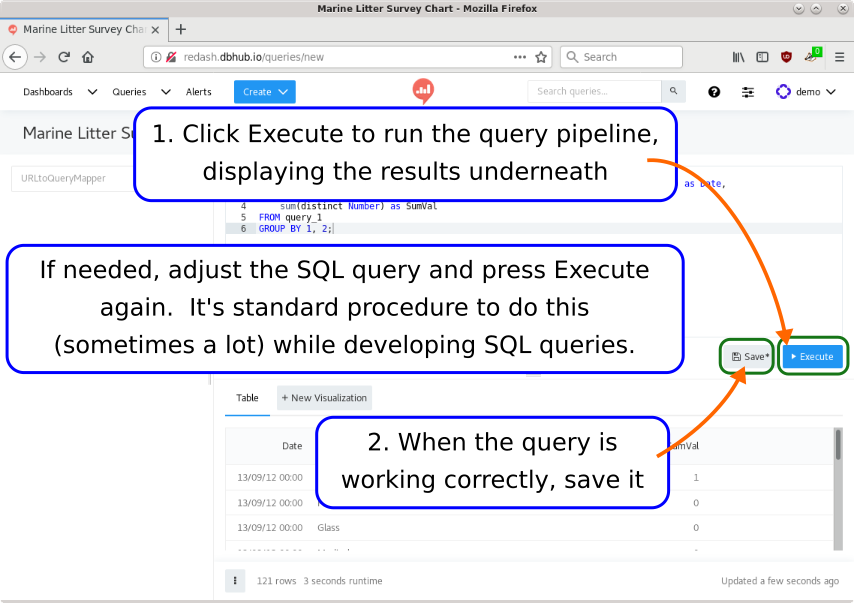 Marine Litter Survey Chart - Mozilla Firefox
Marine Litter Survey Cha
redash.dbhub.io/queries/new
Search
0
Dashboards
Queries
Alerts
Create
Search queries...
demo
Marine Litter Su
1. Click Execute to run the query pipeline,
displaying the results underneath
URLtoQueryMapper
as Date,
4 sum(distinct Number) as SumVal
5 FROM query_1
6 GROUP BY 1, 2;
If needed, adjust the SQL query and press Execute
again. It's standard procedure to do this
(sometimes a lot) while developing SQL queries.
Save*
Execute
Table
+ New Visualization
2. When the query is
working correctly, save it
Date
umVal
13/09/12 00:00 1
13/09/12 00:00 0
13/09/12 00:00 Glass 0
121 rows 3 seconds runtime
Updated a few seconds ago